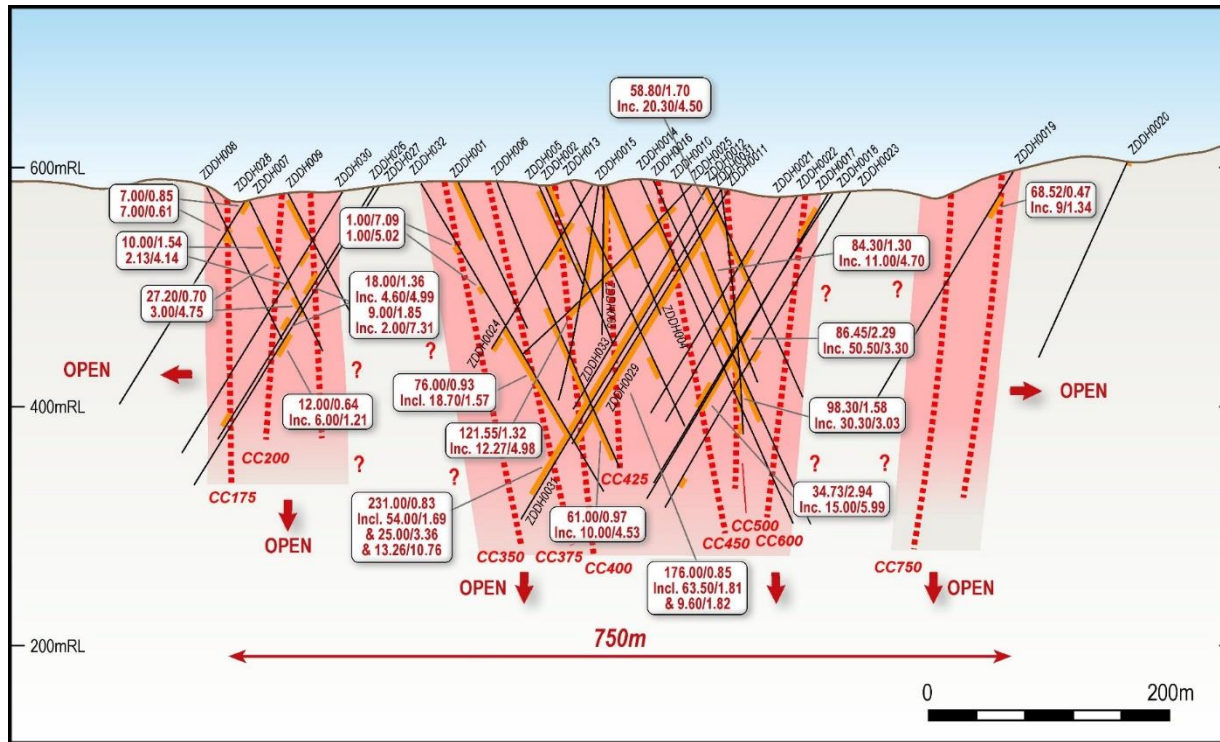 58.80/1.70
Inc. 20.30/4.50
ZDDH008
ZDDH028
ZDDH007
ZDDH009
ZDDH030
ZDDH026
ZDDH027
ZDDH032
ZDDH001
ZDDH006
ZDDH005
ZDDH002
ZDDH013
ZDDH0015
ZDDH0014
ZDDH0016
ZDDH0010
ZDDH0025
ZDDH0012
ZDDH0011
ZDDH0021
ZDDH0022
ZDDH0017
ZDDH0018
ZDDH0023
ZDDH0019
ZDDH0020
600mRL
7.00/0.85
7.00/0.61
1.00/7.09
1.00/5.02
68.52/0.47
Inc. 9/1.34
10.00/1.54
2.13/4.14
84.30/1.30
Inc. 11.00/4.70
27.20/0.70
3.00/4.75
18.00/1.36
Inc. 4.60/4.99
9.00/1.85
Inc. 2.00/7.31
?
?
ZDDH004
ZDDH0024
ZDDH033
ZDDH0029
86.45/2.29
Inc. 50.50/3.30
?
?
OPEN
OPEN
76.00/0.93
Incl. 18.70/1.57
12.00/0.64
Inc. 6.00/1.21
400mRL
98.30/1.58
Inc. 30.30/3.03
121.55/1.32
Inc. 12.27/4.98
CC200
?
?
?
?
CC175
CC425
ZDDH0031
34.73/2.94
Inc. 15.00/5.99
231.00/0.83
Incl. 54.00/1.69
& 25.00/3.36
& 13.26/10.76
61.00/0.97
Inc. 10.00/4.53
CC500
CC450
CC600
OPEN
CC350
CC375
CC400
CC750
176.00/0.85
Incl. 63.50/1.81
& 9.60/1.82
OPEN
OPEN
200mRL
750m
0
200m